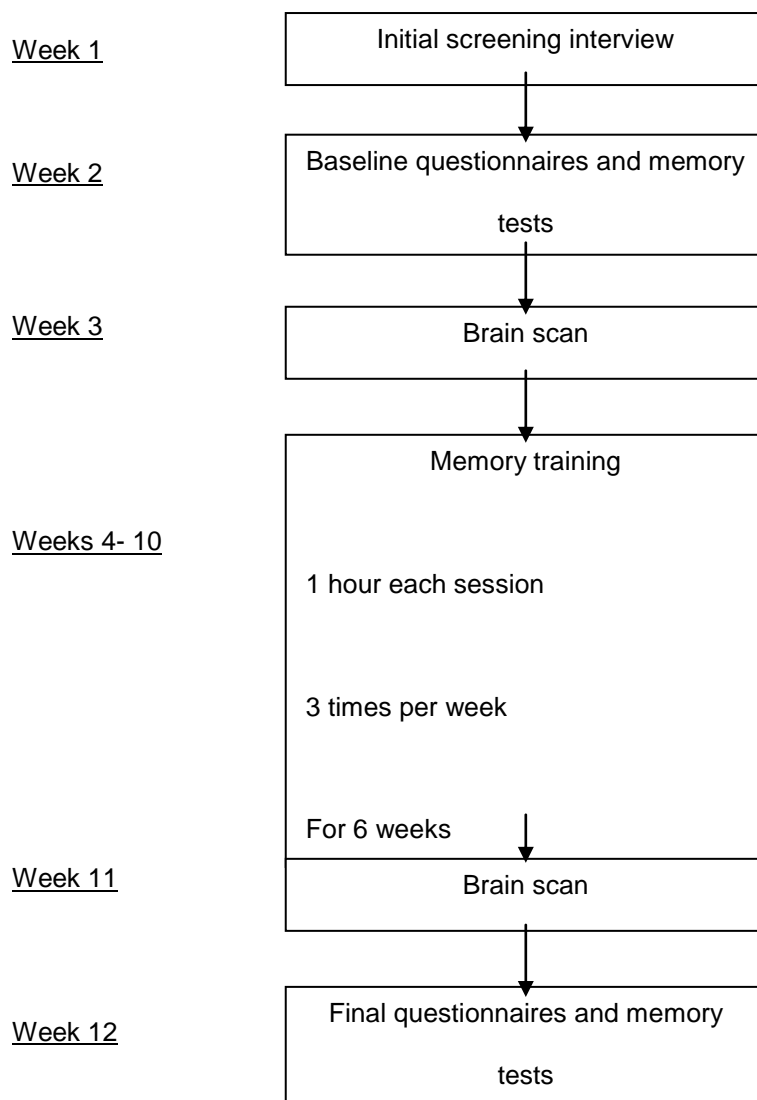 Week 1
Initial screening interview
Week 2
Baseline questionnaires and memory
tests
Week 3
Brain scan
Memory training
Weeks 4- 10
1 hour each session
3 times per week
For 6 weeks
Week 11
Brain scan
Final questionnaires and memory
Week 12
tests